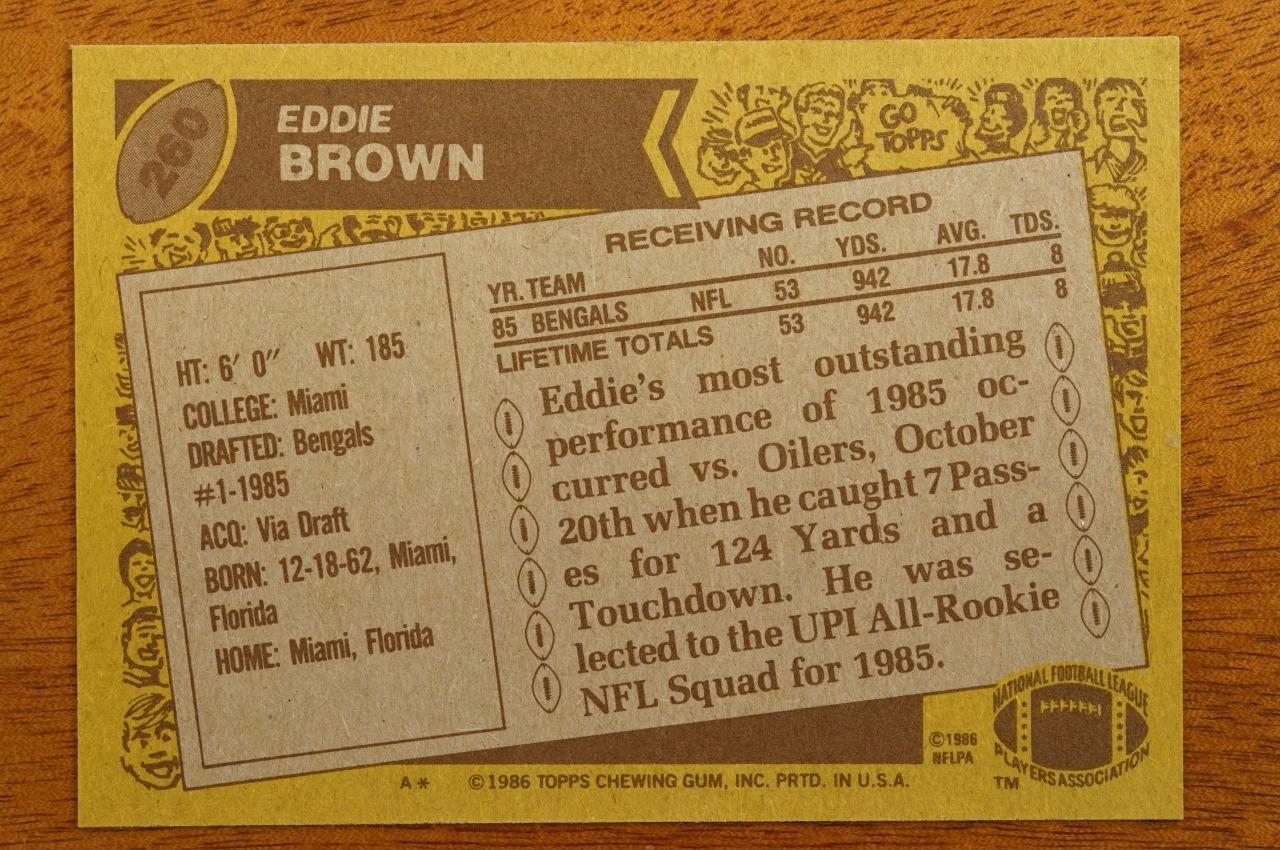 260
EDDIE
BROWN
GO
TOPPS
RECEIVING RECORD
YR. TEAM NO. YDS. AVG. TDS.
85 BENGALS NFL 53 942 17.8 8
LIFETIME TOTALS 53 942 17.8 8
HT: 6′ 0″ WT: 185
COLLEGE: Miami
DRAFTED: Bengals
#1-1985
ACQ: Via Draft
BORN: 12-18-62, Miami,
Florida
HOME: Miami, Florida
Eddie's most outstanding
performance of 1985 oc-
curred vs. Oilers, October
20th when he caught 7 Pass-
es for 124 Yards and a
Touchdown. He was se-
lected to the UPI All-Rookie
NFL Squad for 1985.
©1986
NFLPA
NATIONAL FOOTBALL LEAGUE
PLAYERS ASSOCIATION
TM
A* ©1986 TOPPS CHEWING GUM, INC. PRTD. IN U.S.A.